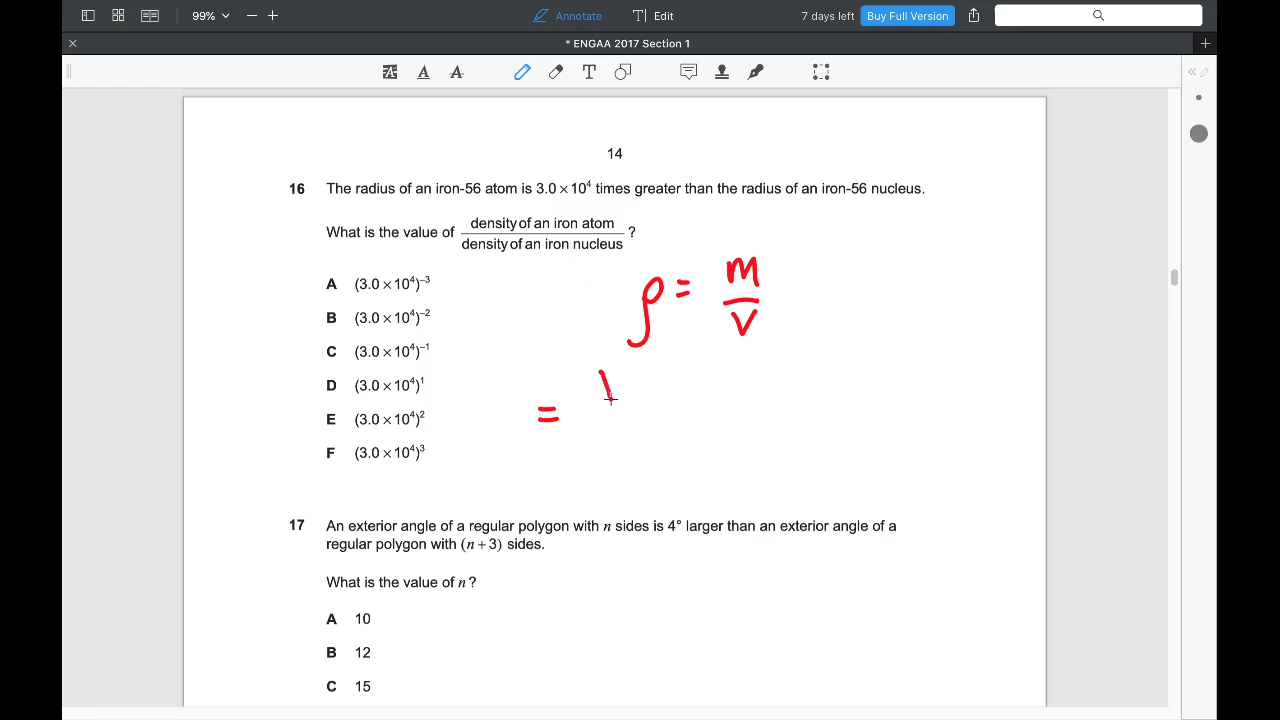 99%
Annotate
Edit
7 days left
Buy Full Version
* ENGAA 2017 Section 1
14
16 The radius of an iron-56 atom is 3.0 × 10⁴ times greater than the radius of an iron-56 nucleus.
What is the value of density of an iron atom / density of an iron nucleus ?
A (3.0 × 10⁴)⁻³
B (3.0 × 10⁴)⁻²
C (3.0 × 10⁴)⁻¹
D (3.0 × 10⁴)¹
E (3.0 × 10⁴)²
F (3.0 × 10⁴)³
ρ = m / V
=
17 An exterior angle of a regular polygon with n sides is 4° larger than an exterior angle of a
regular polygon with (n + 3) sides.
What is the value of n ?
A 10
B 12
C 15